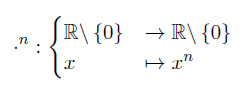 ·ⁿ : { ℝ\ {0} → ℝ\ {0}
x ↦ xⁿ